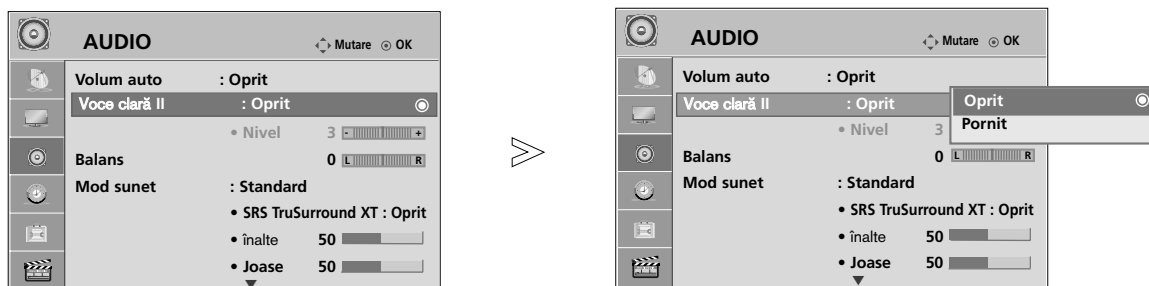 AUDIO
Mutare OK
Volum auto : Oprit
Voce clară II : Oprit
• Nivel 3 - +
Balans 0 L R
Mod sunet : Standard
• SRS TruSurround XT : Oprit
• înalte 50
• Joase 50
AUDIO
Mutare OK
Volum auto : Oprit
Voce clară II : Oprit
Oprit
Pornit
• Nivel 3
Balans 0 L R
Mod sunet : Standard
• SRS TruSurround XT : Oprit
• înalte 50
• Joase 50